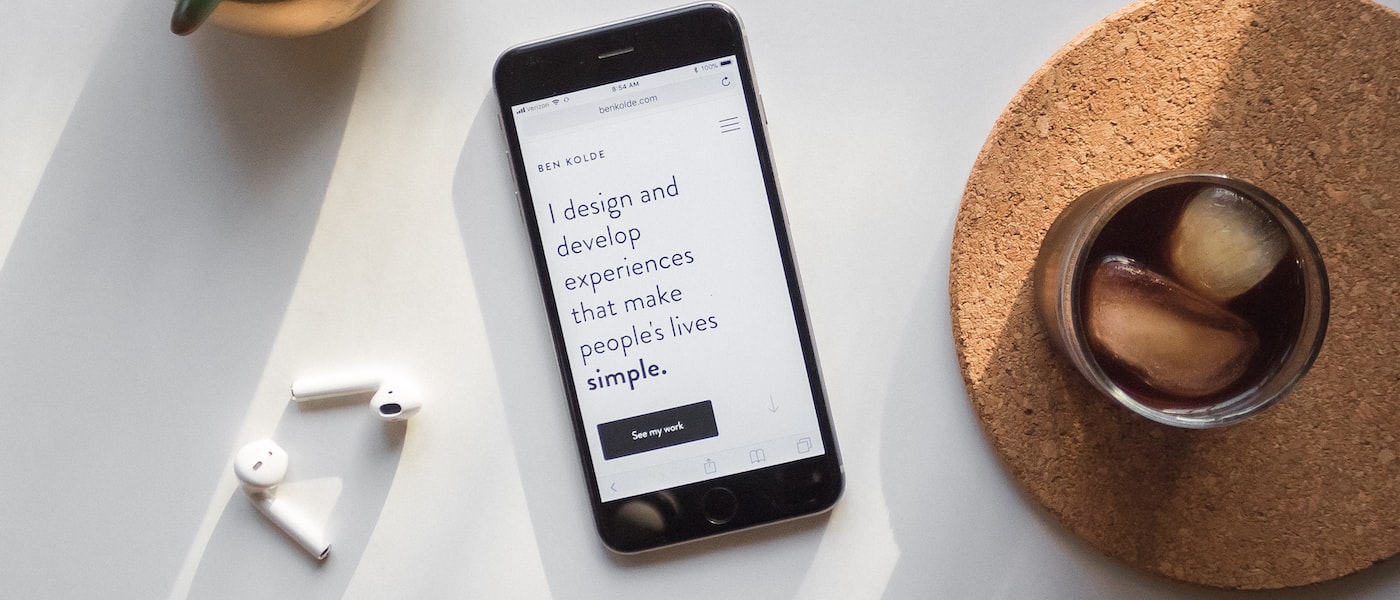 Verizon 8:54 AM 100%
benkolde.com
BEN KOLDE
I design and
develop
experiences
that make
people's lives
simple.
See my work